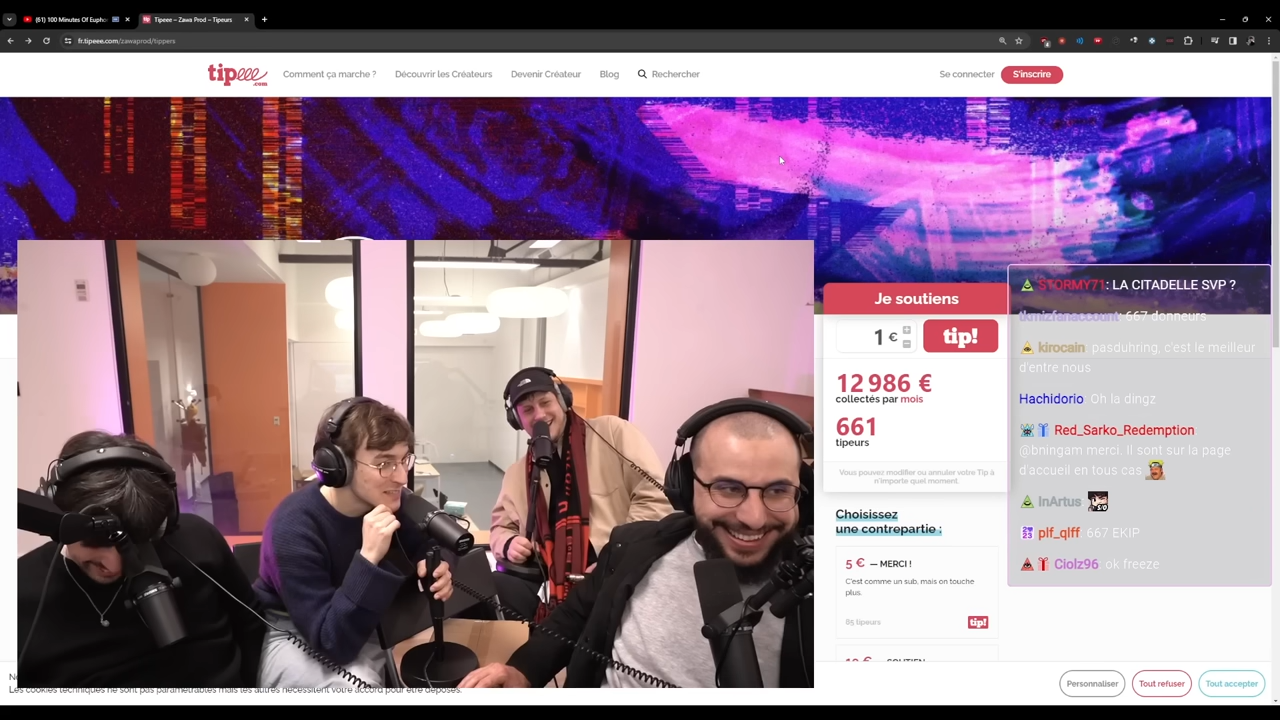 (61) 100 Minutes Of Eupho
Tipeee – Zawa Prod – Tipeurs
fr.tipeee.com/zawaprod/tippers
tipeee
.com
Comment ça marche ?
Découvrir les Créateurs
Devenir Créateur
Blog
Rechercher
Se connecter
S'inscrire
Je soutiens
1 €
tip!
12 986 €
collectés par mois
661
tipeurs
Vous pouvez modifier ou annuler votre Tip à
n'importe quel moment.
Choisissez
une contrepartie :
5 € — MERCI !
C'est comme un sub, mais on touche
plus.
85 tipeurs
tip!
10 € — SOUTIEN
STORMY71: LA CITADELLE SVP ?
tkmizfanaccount: 667 donneurs
kirocain: pasduhring, c'est le meilleur
d'entre nous
Hachidorio: Oh la dingz
Red_Sarko_Redemption
@bningam merci. Il sont sur la page
d'accueil en tous cas
InArtus
plf_qlff: 667 EKIP
Ciolz96: ok freeze
Les cookies techniques ne sont pas paramétrables mais les autres nécessitent votre accord pour être déposés.
Personnaliser
Tout refuser
Tout accepter